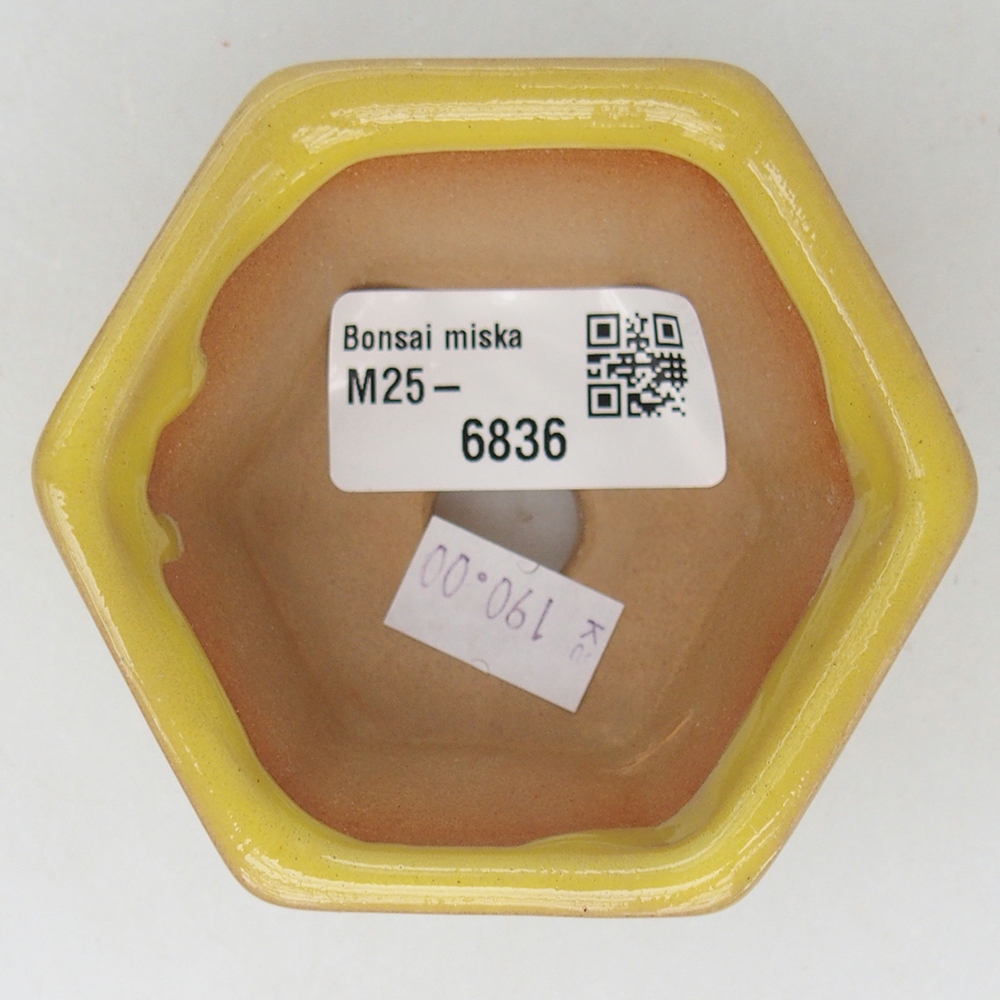 Bonsai miska
M25-
6836
Kč 190.00